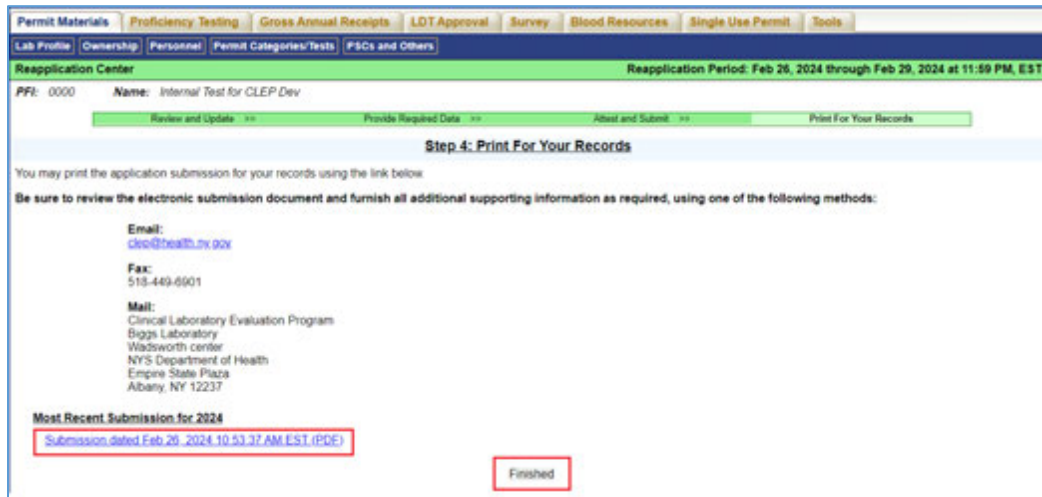 Permit Materials Proficiency Testing Gross Annual Receipts LDT Approval Survey Blood Resources Single Use Permit Tools
Lab Profile Ownership Personnel Permit Categories/Tests PSCs and Others
Reapplication Center Reapplication Period: Feb 26, 2024 through Feb 29, 2024 at 11:59 PM, EST
PFI: 0000 Name: Internal Test for CLEP Dev
Review and Update >> Provide Required Data >> Attest and Submit >> Print For Your Records
Step 4: Print For Your Records
You may print the application submission for your records using the link below.
Be sure to review the electronic submission document and furnish all additional supporting information as required, using one of the following methods:
Email:
clep@health.ny.gov
Fax:
518-449-6901
Mail:
Clinical Laboratory Evaluation Program
Biggs Laboratory
Wadsworth center
NYS Department of Health
Empire State Plaza
Albany, NY 12237
Most Recent Submission for 2024
Submission dated Feb 26, 2024 10:53:37 AM EST (PDF)
Finished